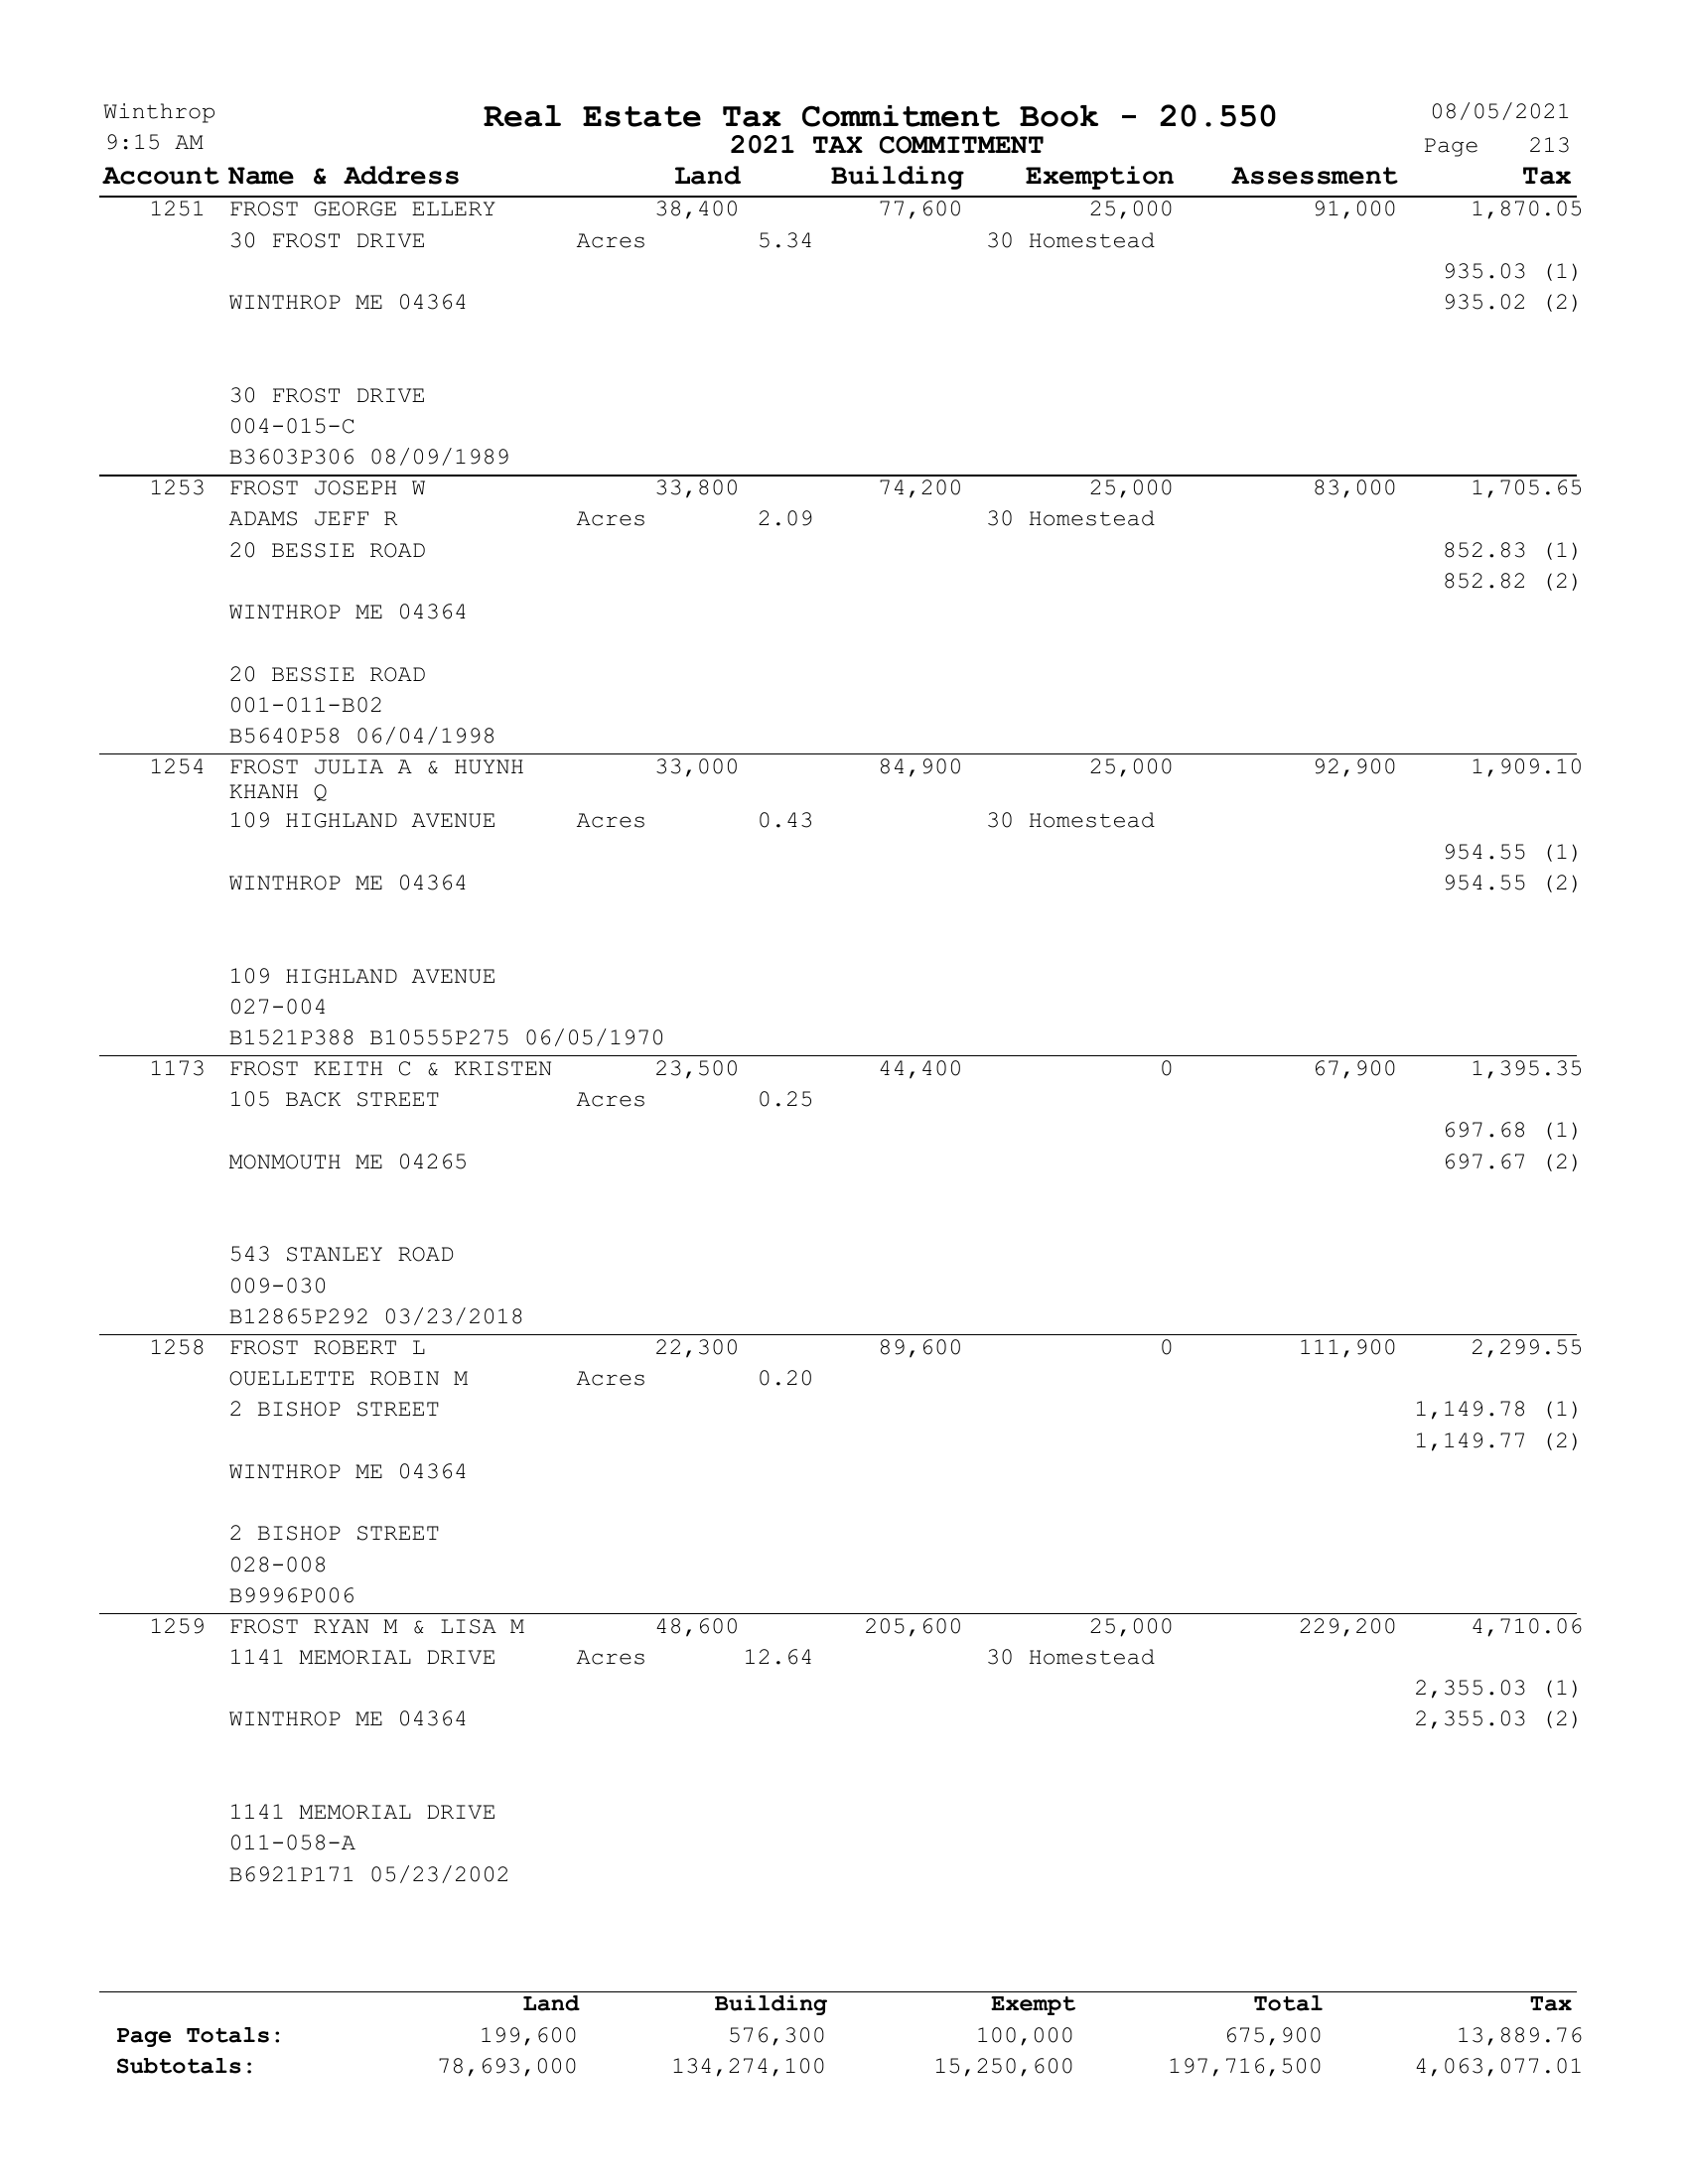 Winthrop Real Estate Tax Commitment Book - 20.550 08/05/2021
9:15 AM 2021 TAX COMMITMENT Page 213
Account Name & Address Land Building Exemption Assessment Tax
1251 FROST GEORGE ELLERY 38,400 77,600 25,000 91,000 1,870.05
30 FROST DRIVE Acres 5.34 30 Homestead
935.03 (1)
WINTHROP ME 04364 935.02 (2)
30 FROST DRIVE
004-015-C
B3603P306 08/09/1989
1253 FROST JOSEPH W 33,800 74,200 25,000 83,000 1,705.65
ADAMS JEFF R Acres 2.09 30 Homestead
20 BESSIE ROAD 852.83 (1)
852.82 (2)
WINTHROP ME 04364
20 BESSIE ROAD
001-011-B02
B5640P58 06/04/1998
1254 FROST JULIA A & HUYNH 33,000 84,900 25,000 92,900 1,909.10
KHANH Q
109 HIGHLAND AVENUE Acres 0.43 30 Homestead
954.55 (1)
WINTHROP ME 04364 954.55 (2)
109 HIGHLAND AVENUE
027-004
B1521P388 B10555P275 06/05/1970
1173 FROST KEITH C & KRISTEN 23,500 44,400 0 67,900 1,395.35
105 BACK STREET Acres 0.25
697.68 (1)
MONMOUTH ME 04265 697.67 (2)
543 STANLEY ROAD
009-030
B12865P292 03/23/2018
1258 FROST ROBERT L 22,300 89,600 0 111,900 2,299.55
OUELLETTE ROBIN M Acres 0.20
2 BISHOP STREET 1,149.78 (1)
1,149.77 (2)
WINTHROP ME 04364
2 BISHOP STREET
028-008
B9996P006
1259 FROST RYAN M & LISA M 48,600 205,600 25,000 229,200 4,710.06
1141 MEMORIAL DRIVE Acres 12.64 30 Homestead
2,355.03 (1)
WINTHROP ME 04364 2,355.03 (2)
1141 MEMORIAL DRIVE
011-058-A
B6921P171 05/23/2002
Land Building Exempt Total Tax
Page Totals: 199,600 576,300 100,000 675,900 13,889.76
Subtotals: 78,693,000 134,274,100 15,250,600 197,716,500 4,063,077.01